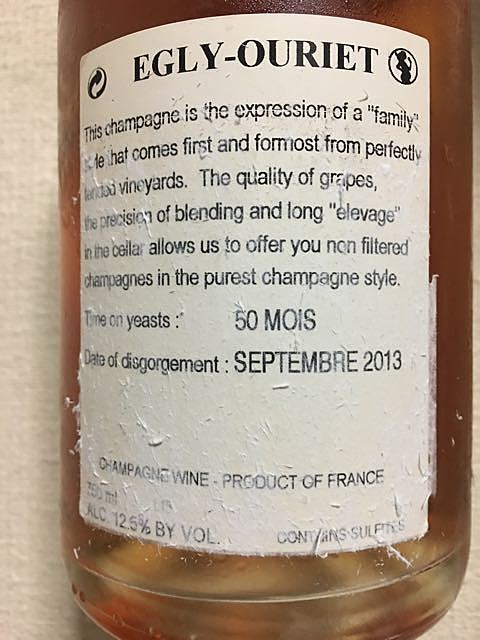 EGLY-OURIET
This champagne is the expression of a "family"
style that comes first and formost from perfectly
tended vineyards. The quality of grapes,
the precision of blending and long "elevage"
in the cellar allows us to offer you non filtered
champagnes in the purest champagne style.
Time on yeasts : 50 MOIS
Date of disgorgement : SEPTEMBRE 2013
CHAMPAGNE WINE - PRODUCT OF FRANCE
750 ml
ALC. 12.5% BY VOL. CONTAINS SULFITES